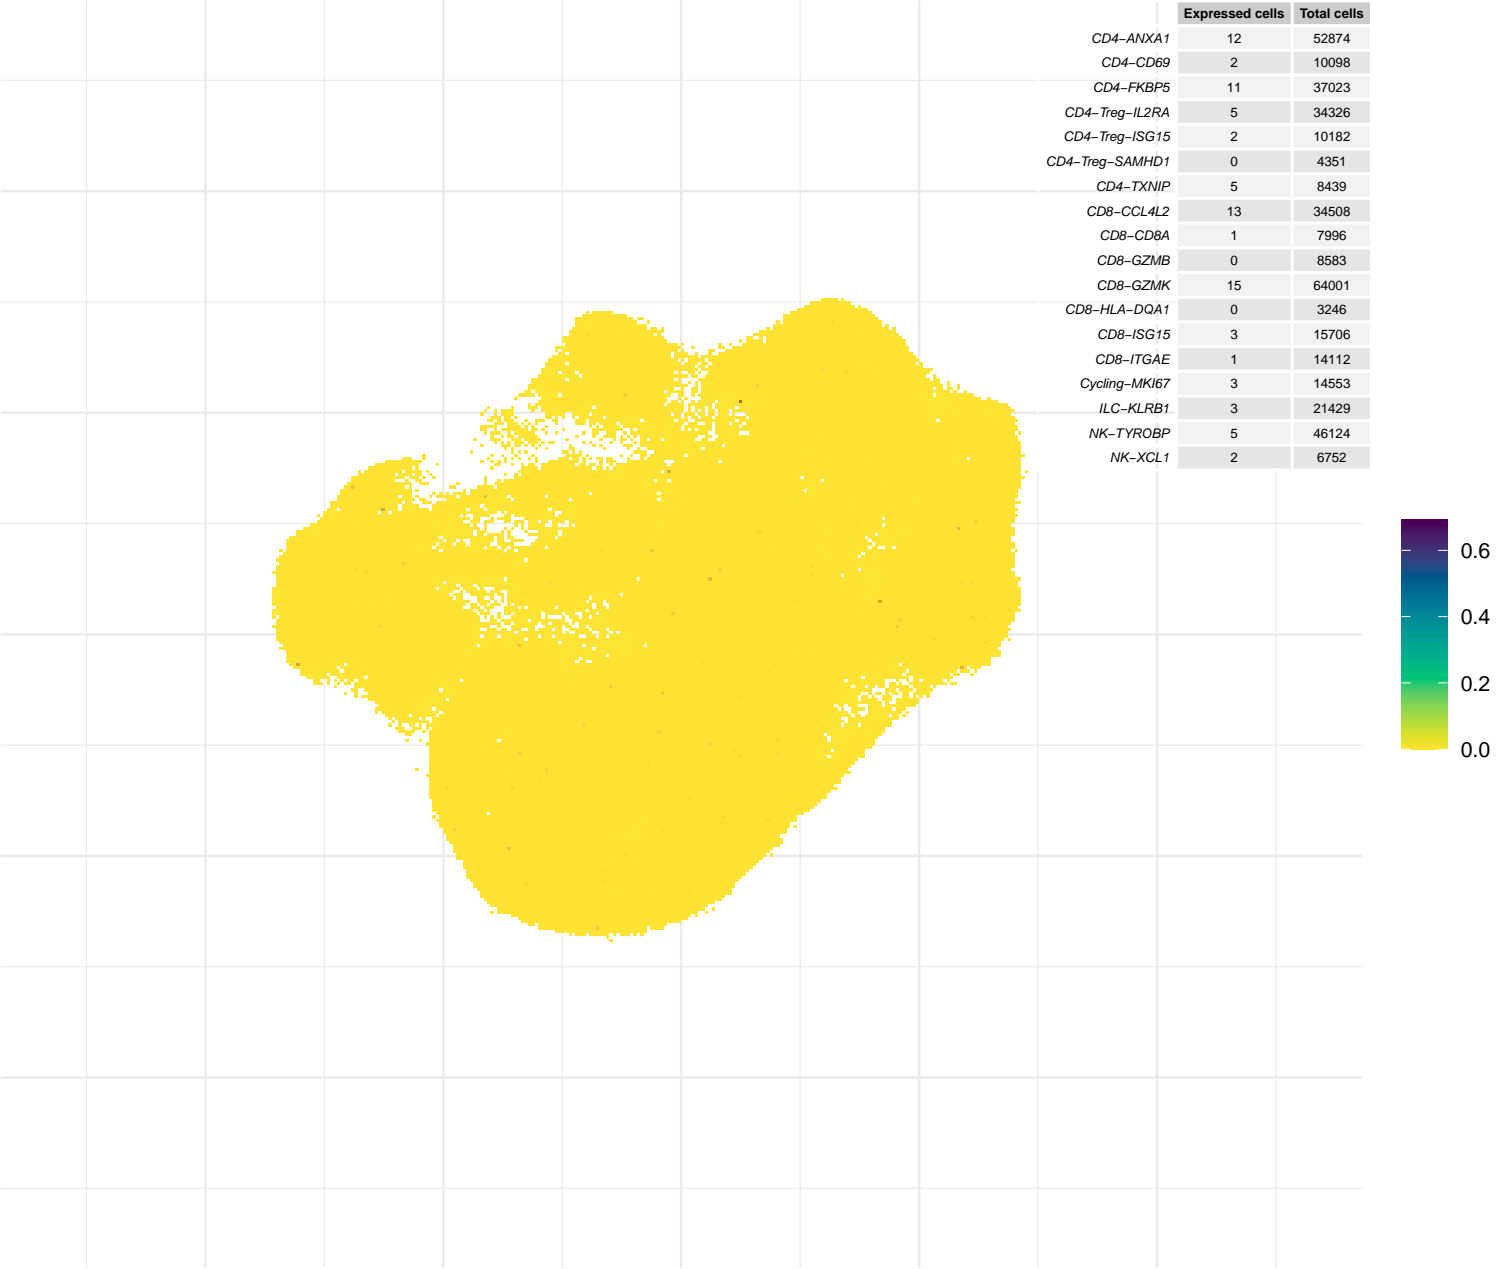 Expressed cells Total cells
CD4−ANXA1 12 52874
CD4−CD69 2 10098
CD4−FKBP5 11 37023
CD4−Treg−IL2RA 5 34326
CD4−Treg−ISG15 2 10182
CD4−Treg−SAMHD1 0 4351
CD4−TXNIP 5 8439
CD8−CCL4L2 13 34508
CD8−CD8A 1 7996
CD8−GZMB 0 8583
CD8−GZMK 15 64001
CD8−HLA−DQA1 0 3246
CD8−ISG15 3 15706
CD8−ITGAE 1 14112
Cycling−MKI67 3 14553
ILC−KLRB1 3 21429
NK−TYROBP 5 46124
NK−XCL1 2 6752
0.6
0.4
0.2
0.0